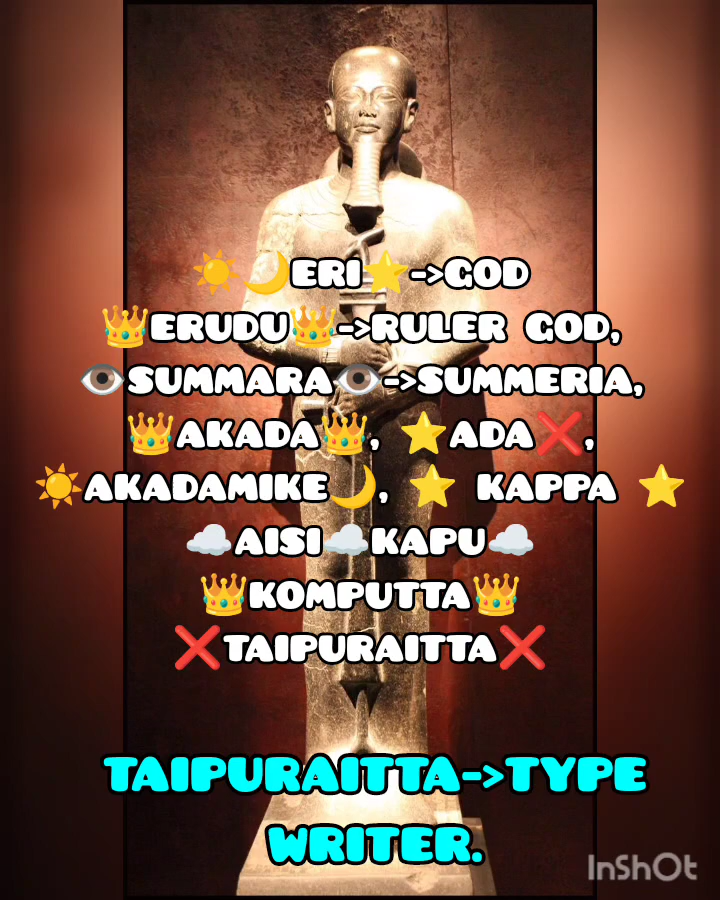 ☀️🌙ERI⭐->GOD
👑ERUDU👑->RULER GOD,
👁️SUMMARA👁️->SUMMERIA,
👑AKADA👑, ⭐ADA❌,
☀️AKADAMIKE🌙, ⭐ KAPPA ⭐
☁️AISI☁️KAPU☁️
👑KOMPUTTA👑
❌TAIPURAITTA❌
TAIPURAITTA->TYPE
WRITER.
InShOt